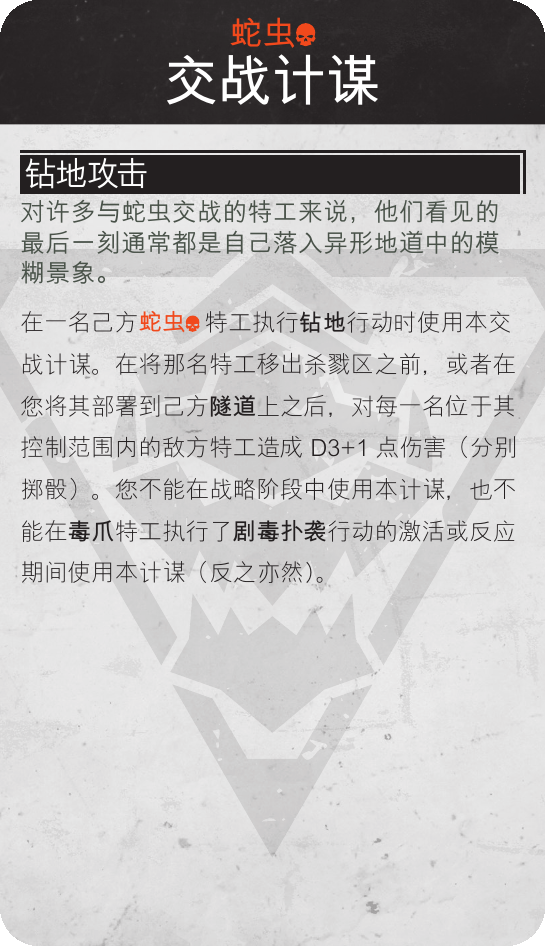 蛇虫
交战计谋
钻地攻击
对许多与蛇虫交战的特工来说，他们看见的
最后一刻通常都是自己落入异形地道中的模
糊景象。
在一名己方蛇虫特工执行钻地行动时使用本交
战计谋。在将那名特工移出杀戮区之前，或者在
您将其部署到己方隧道上之后，对每一名位于其
控制范围内的敌方特工造成 D3+1 点伤害（分别
掷骰）。您不能在战略阶段中使用本计谋，也不
能在毒爪特工执行了剧毒扑袭行动的激活或反应
期间使用本计谋（反之亦然）。